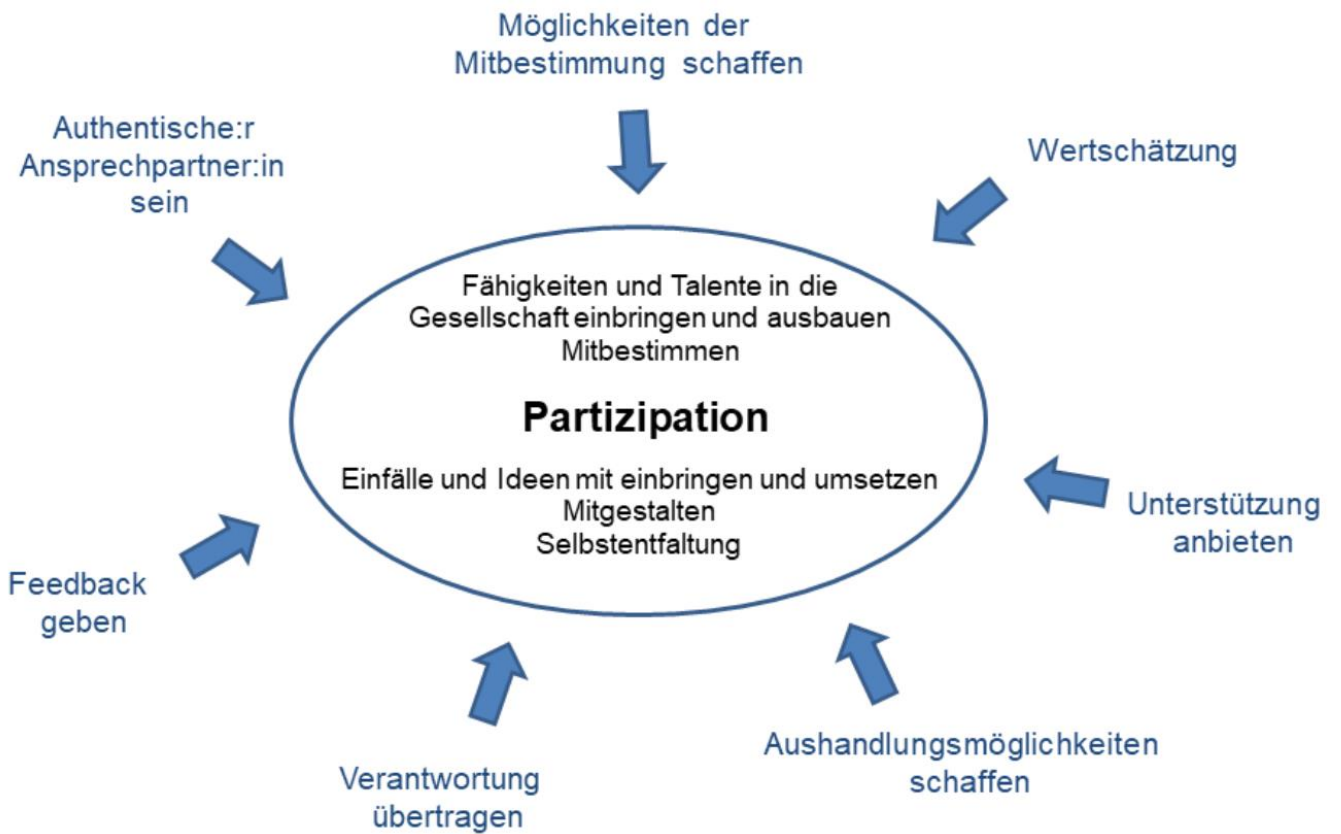 Möglichkeiten der
Mitbestimmung schaffen
Authentische:r
Ansprechpartner:in
sein
Wertschätzung
Fähigkeiten und Talente in die
Gesellschaft einbringen und ausbauen
Mitbestimmen
Partizipation
Einfälle und Ideen mit einbringen und umsetzen
Mitgestalten
Selbstentfaltung
Unterstützung
anbieten
Feedback
geben
Aushandlungsmöglichkeiten
schaffen
Verantwortung
übertragen